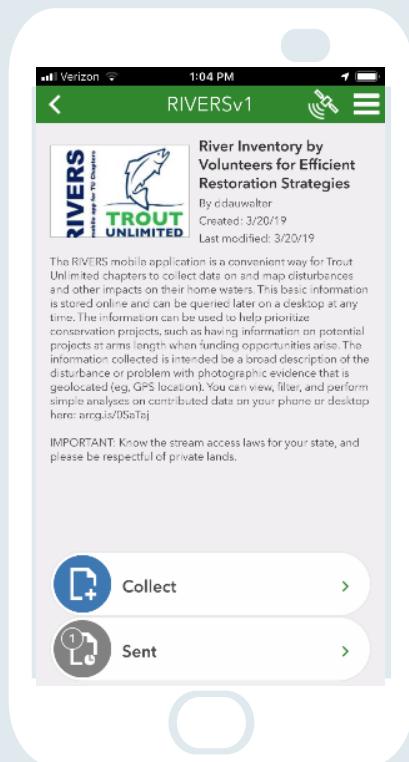 Verizon 1:04 PM
RIVERSv1
RIVERS
mobile app for TU Chapters
TROUT
UNLIMITED
River Inventory by
Volunteers for Efficient
Restoration Strategies
By ddauwalter
Created: 3/20/19
Last modified: 3/20/19
The RIVERS mobile application is a convenient way for Trout
Unlimited chapters to collect data on and map disturbances
and other impacts on their home waters. This basic information
is stored online and can be queried later on a desktop at any
time. The information can be used to help prioritize
conservation projects, such as having information on potential
projects at arms length when funding opportunities arise. The
information collected is intended be a broad description of the
disturbance or problem with photographic evidence that is
geolocated (eg, GPS location). You can view, filter, and perform
simple analyses on contributed data on your phone or desktop
here: arcg.is/0SaTaj
IMPORTANT: Know the stream access laws for your state, and
please be respectful of private lands.
Collect
1
Sent